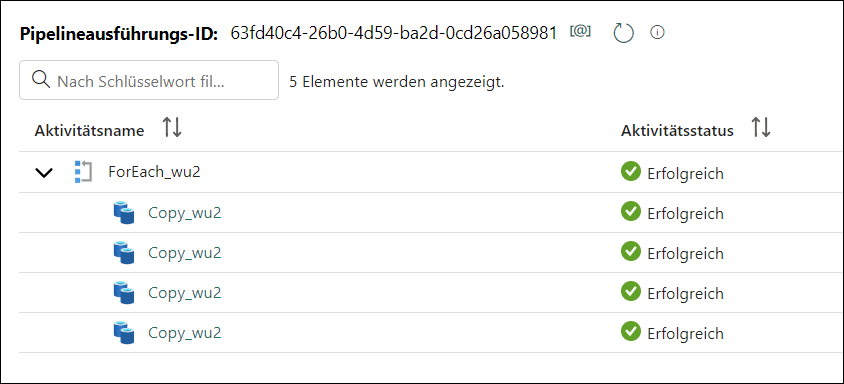 Pipelineausführungs-ID: 63fd40c4-26b0-4d59-ba2d-0cd26a058981 [@]
Nach Schlüsselwort fil... 5 Elemente werden angezeigt.
Aktivitätsname Aktivitätsstatus
ForEach_wu2 Erfolgreich
Copy_wu2 Erfolgreich
Copy_wu2 Erfolgreich
Copy_wu2 Erfolgreich
Copy_wu2 Erfolgreich